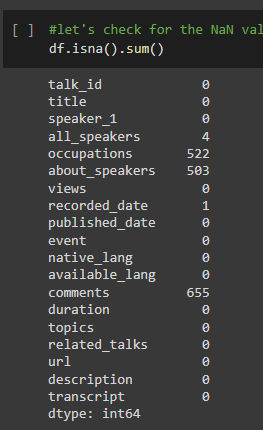 [ ] #let's check for the NaN val
df.isna().sum()
talk_id 0
title 0
speaker_1 0
all_speakers 4
occupations 522
about_speakers 503
views 0
recorded_date 1
published_date 0
event 0
native_lang 0
available_lang 0
comments 655
duration 0
topics 0
related_talks 0
url 0
description 0
transcript 0
dtype: int64